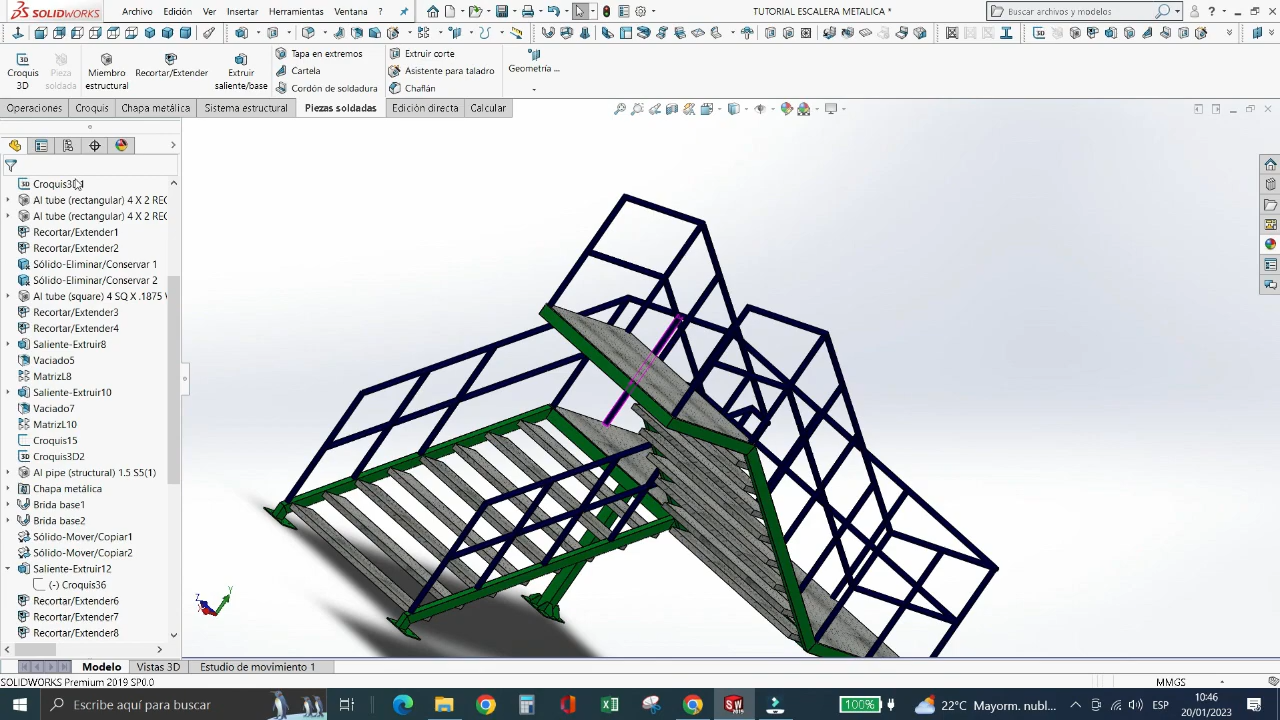 SOLIDWORKS
Archivo Edición Ver Insertar Herramientas Ventana ?
TUTORIAL ESCALERA METALICA *
Buscar archivos y modelos
Croquis 3D
Pieza soldada
Miembro estructural
Recortar/Extender
Extruir saliente/base
Tapa en extremos
Cartela
Cordón de soldadura
Extruir corte
Asistente para taladro
Chaflán
Geometría ...
Operaciones Croquis Chapa metálica Sistema estructural Piezas soldadas Edición directa Calcular
Croquis3D1
Al tube (rectangular) 4 X 2 REC
Al tube (rectangular) 4 X 2 REC
Recortar/Extender1
Recortar/Extender2
Sólido-Eliminar/Conservar 1
Sólido-Eliminar/Conservar 2
Al tube (square) 4 SQ X .1875 W
Recortar/Extender3
Recortar/Extender4
Saliente-Extruir8
Vaciado5
MatrizL8
Saliente-Extruir10
Vaciado7
MatrizL10
Croquis15
Croquis3D2
Al pipe (structural) 1.5 S5(1)
Chapa metálica
Brida base1
Brida base2
Sólido-Mover/Copiar1
Sólido-Mover/Copiar2
Saliente-Extruir12
(-) Croquis36
Recortar/Extender6
Recortar/Extender7
Recortar/Extender8
Y
Z
Modelo Vistas 3D Estudio de movimiento 1
SOLIDWORKS Premium 2019 SP0.0
MMGS
Escribe aquí para buscar
100%
22°C Mayorm. nubl...
ESP
10:46
20/01/2023